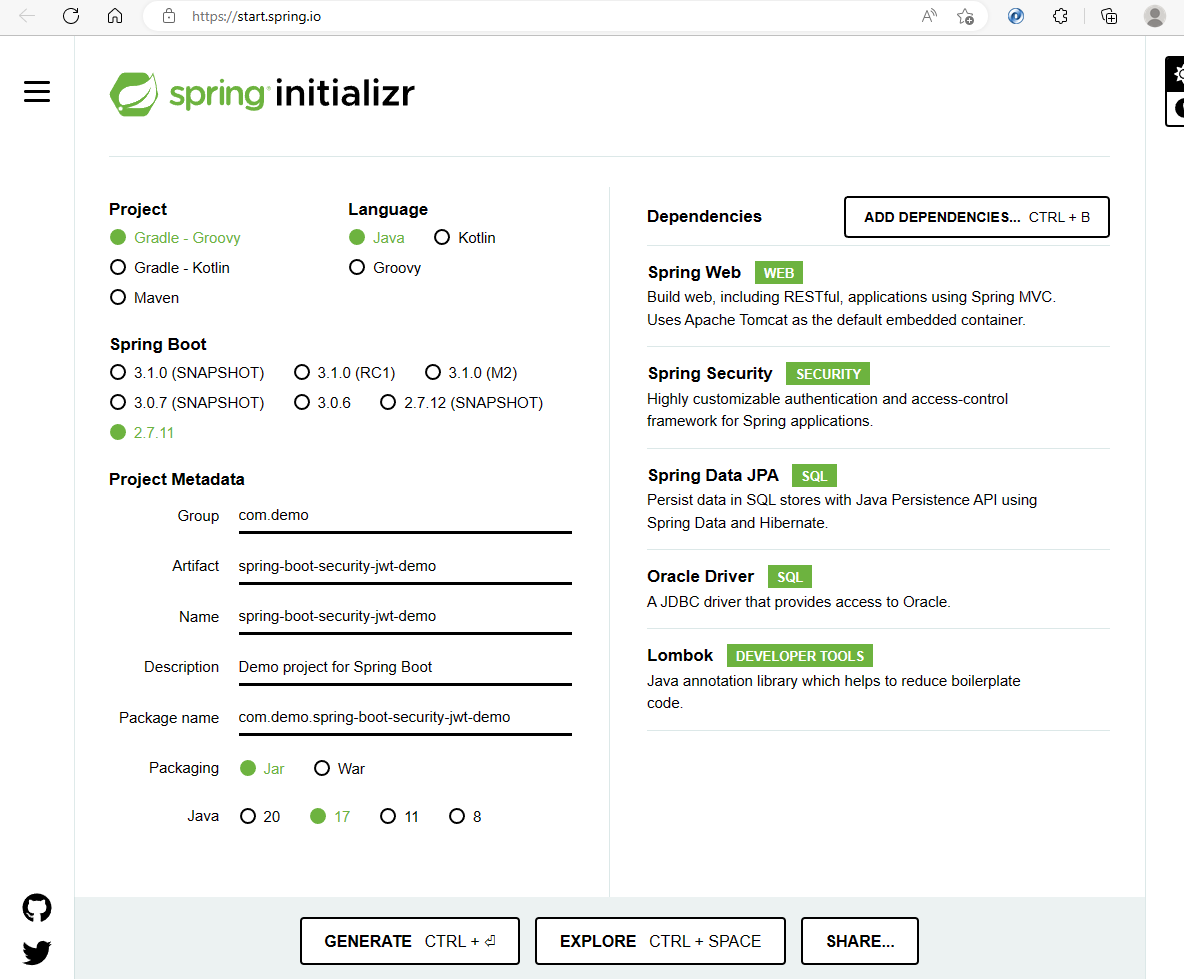 https://start.spring.io
spring initializr
Project
Gradle - Groovy
Gradle - Kotlin
Maven
Language
Java Kotlin
Groovy
Spring Boot
3.1.0 (SNAPSHOT) 3.1.0 (RC1) 3.1.0 (M2)
3.0.7 (SNAPSHOT) 3.0.6 2.7.12 (SNAPSHOT)
2.7.11
Project Metadata
Group com.demo
Artifact spring-boot-security-jwt-demo
Name spring-boot-security-jwt-demo
Description Demo project for Spring Boot
Package name com.demo.spring-boot-security-jwt-demo
Packaging Jar War
Java 20 17 11 8
Dependencies ADD DEPENDENCIES... CTRL + B
Spring Web WEB
Build web, including RESTful, applications using Spring MVC.
Uses Apache Tomcat as the default embedded container.
Spring Security SECURITY
Highly customizable authentication and access-control
framework for Spring applications.
Spring Data JPA SQL
Persist data in SQL stores with Java Persistence API using
Spring Data and Hibernate.
Oracle Driver SQL
A JDBC driver that provides access to Oracle.
Lombok DEVELOPER TOOLS
Java annotation library which helps to reduce boilerplate
code.
GENERATE CTRL + ⏎ EXPLORE CTRL + SPACE SHARE...